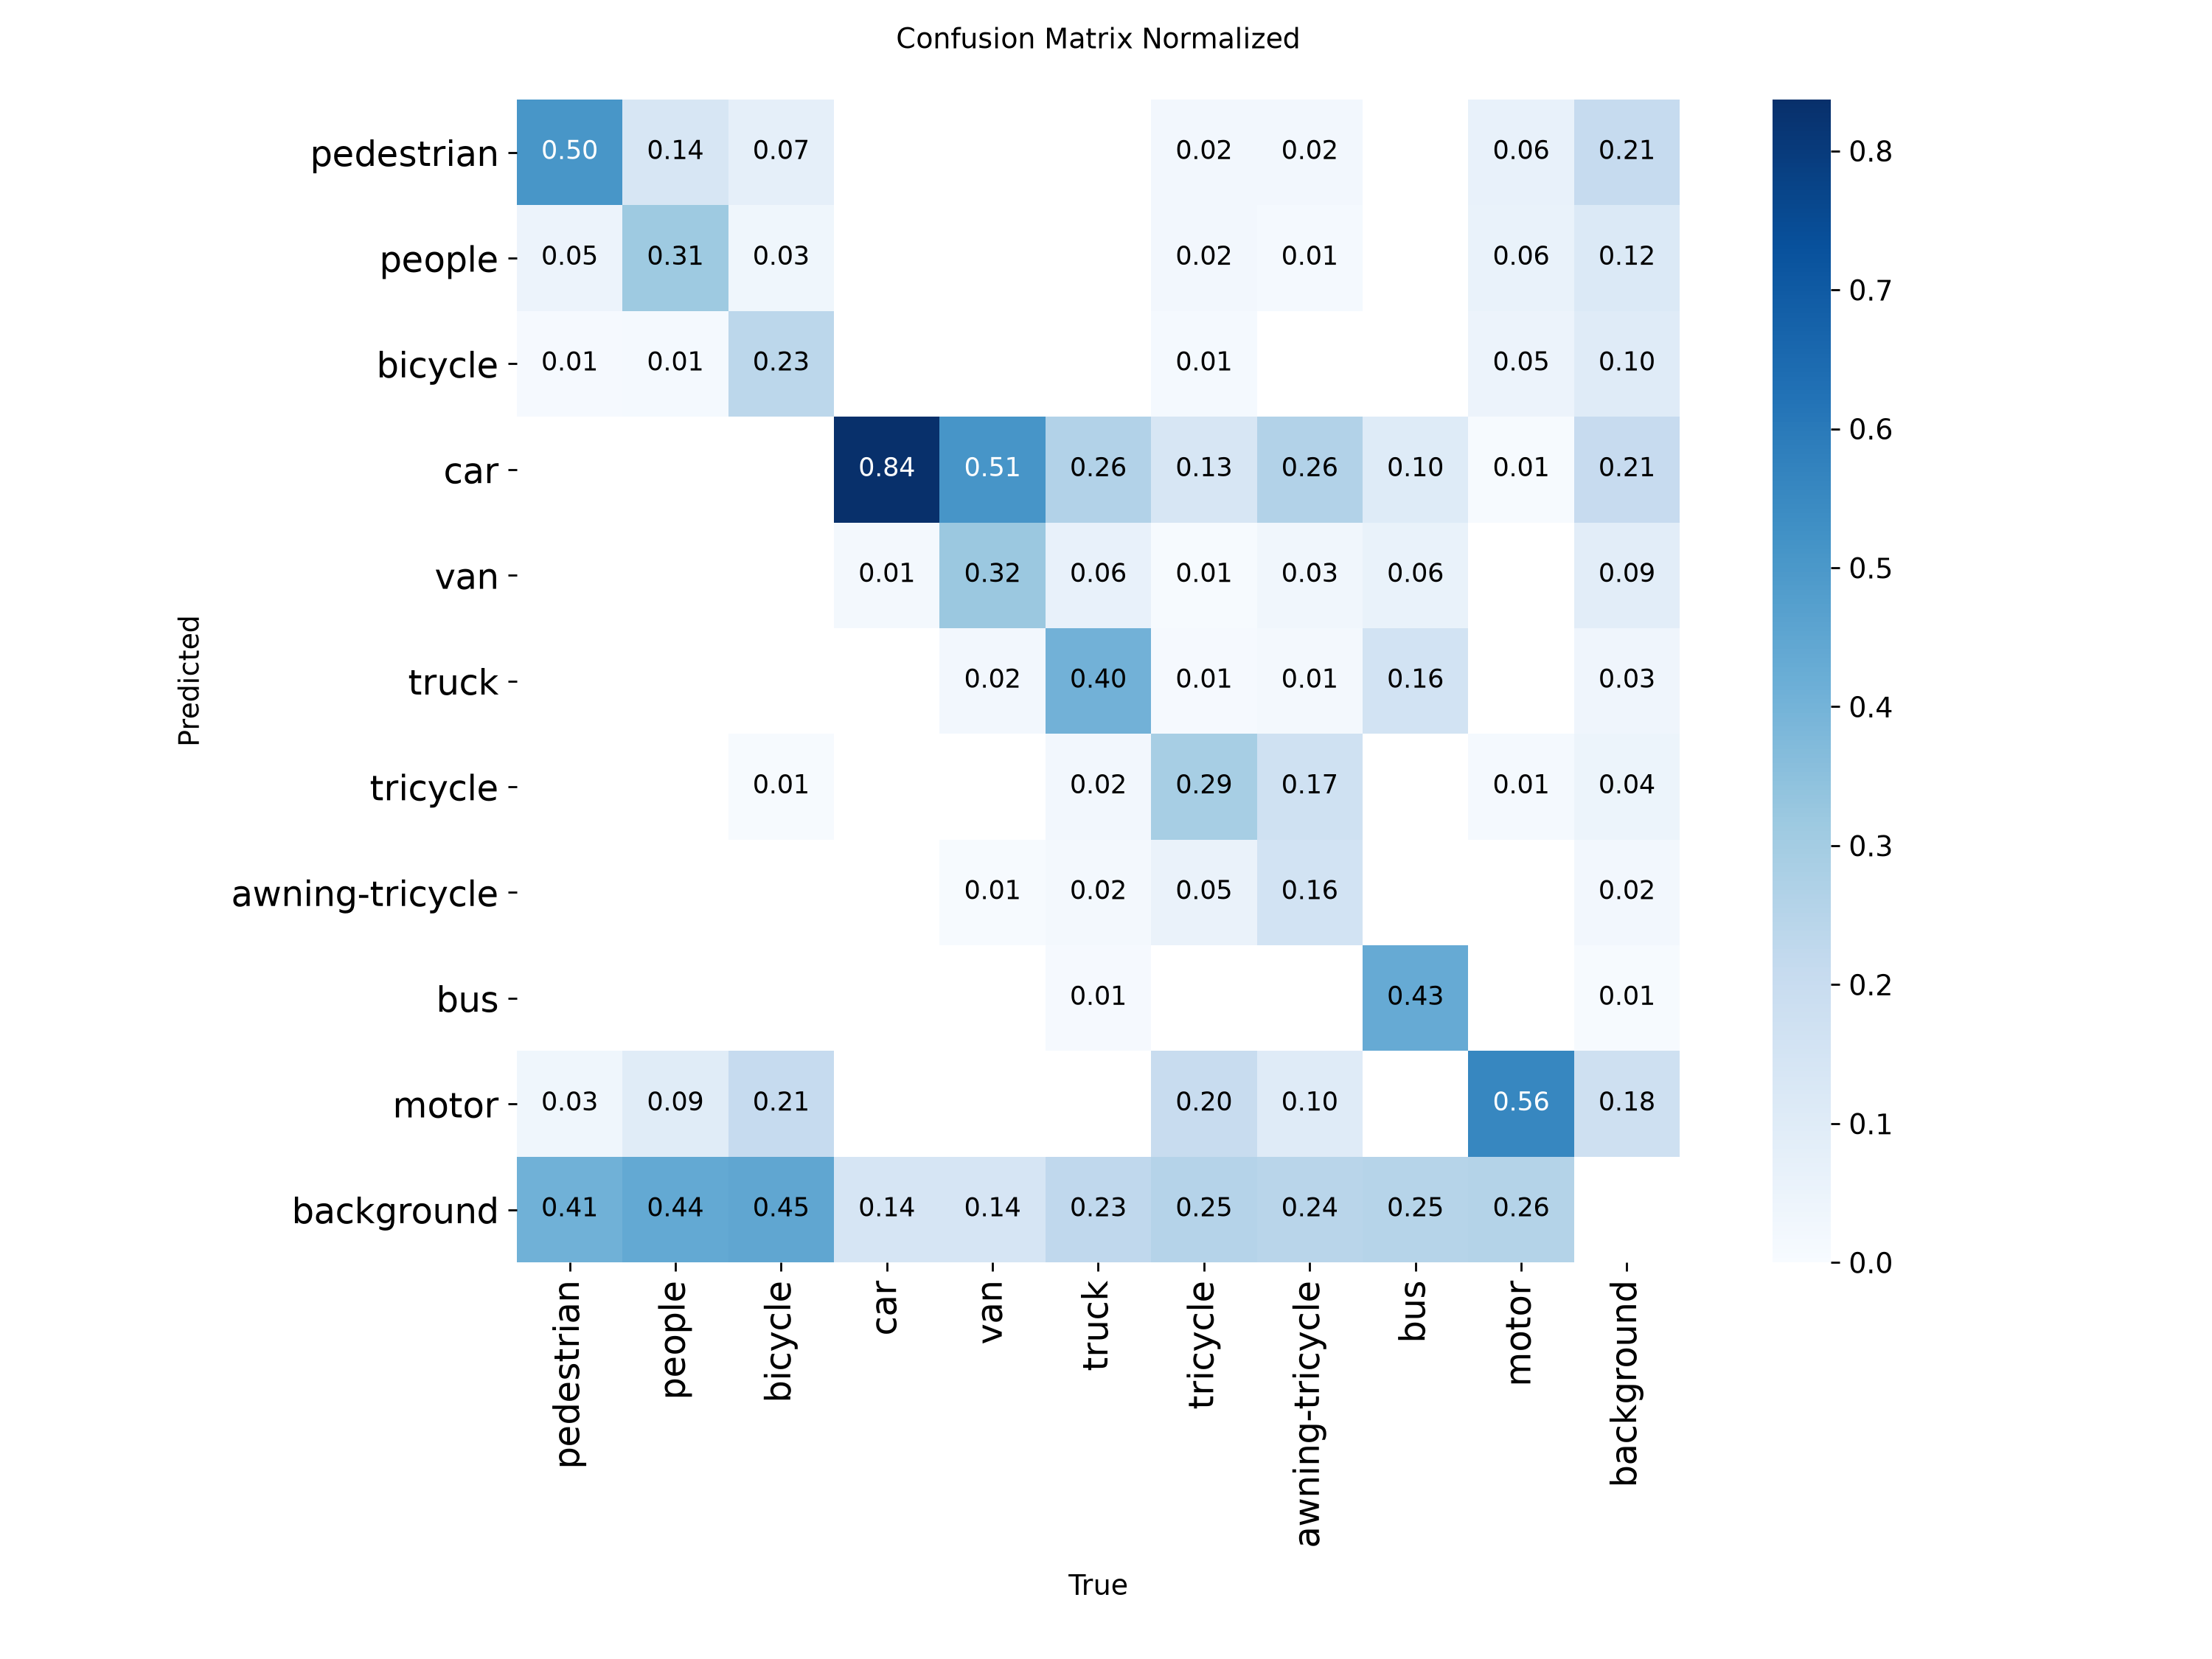 Confusion Matrix Normalized
pedestrian 0.50 0.14 0.07 0.02 0.02 0.06 0.21
people 0.05 0.31 0.03 0.02 0.01 0.06 0.12
bicycle 0.01 0.01 0.23 0.01 0.05 0.10
car 0.84 0.51 0.26 0.13 0.26 0.10 0.01 0.21
van 0.01 0.32 0.06 0.01 0.03 0.06 0.09
truck 0.02 0.40 0.01 0.01 0.16 0.03
tricycle 0.01 0.02 0.29 0.17 0.01 0.04
awning-tricycle 0.01 0.02 0.05 0.16 0.02
bus 0.01 0.43 0.01
motor 0.03 0.09 0.21 0.20 0.10 0.56 0.18
background 0.41 0.44 0.45 0.14 0.14 0.23 0.25 0.24 0.25 0.26
Predicted
pedestrian
people
bicycle
car
van
truck
tricycle
awning-tricycle
bus
motor
background
True
0.8
0.7
0.6
0.5
0.4
0.3
0.2
0.1
0.0